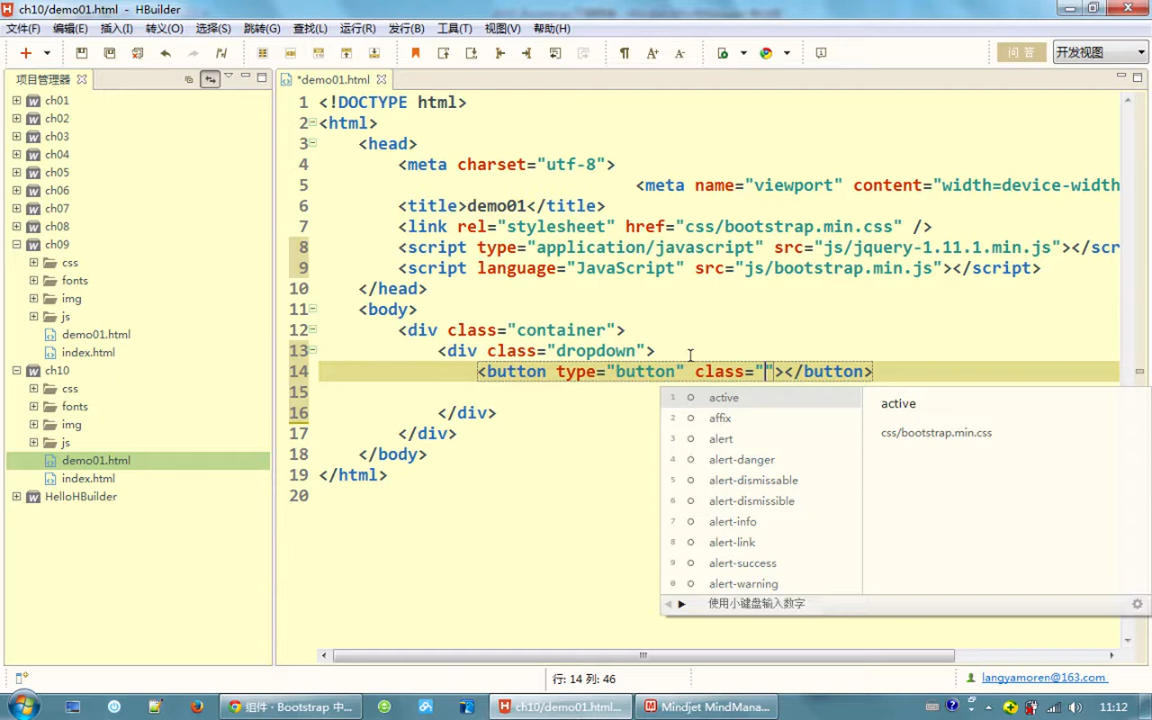 ch10/demo01.html - HBuilder
文件(F) 编辑(E) 插入(I) 转义(O) 选择(S) 跳转(G) 查找(L) 运行(R) 发行(B) 工具(T) 视图(V) 帮助(H)
问 答 开发视图
项目管理器
*demo01.html
ch01
ch02
ch03
ch04
ch05
ch06
ch07
ch08
ch09
css
fonts
img
js
demo01.html
index.html
ch10
css
fonts
img
js
demo01.html
index.html
HelloHBuilder
1 <!DOCTYPE html>
2 <html>
3 <head>
4 <meta charset="utf-8">
5 <meta name="viewport" content="width=device-width
6 <title>demo01</title>
7 <link rel="stylesheet" href="css/bootstrap.min.css" />
8 <script type="application/javascript" src="js/jquery-1.11.1.min.js"></scr
9 <script language="JavaScript" src="js/bootstrap.min.js"></script>
10 </head>
11 <body>
12 <div class="container">
13 <div class="dropdown">
14 <button type="button" class=""></button>
15
16 </div>
17 </div>
18 </body>
19 </html>
20
1 active
2 affix
3 alert
4 alert-danger
5 alert-dismissable
6 alert-dismissible
7 alert-info
8 alert-link
9 alert-success
0 alert-warning
使用小键盘输入数字
active
css/bootstrap.min.css
行: 14 列: 46
langyamoren@163.com
组件 · Bootstrap 中...
ch10/demo01.html...
Mindjet MindMana...
11:12